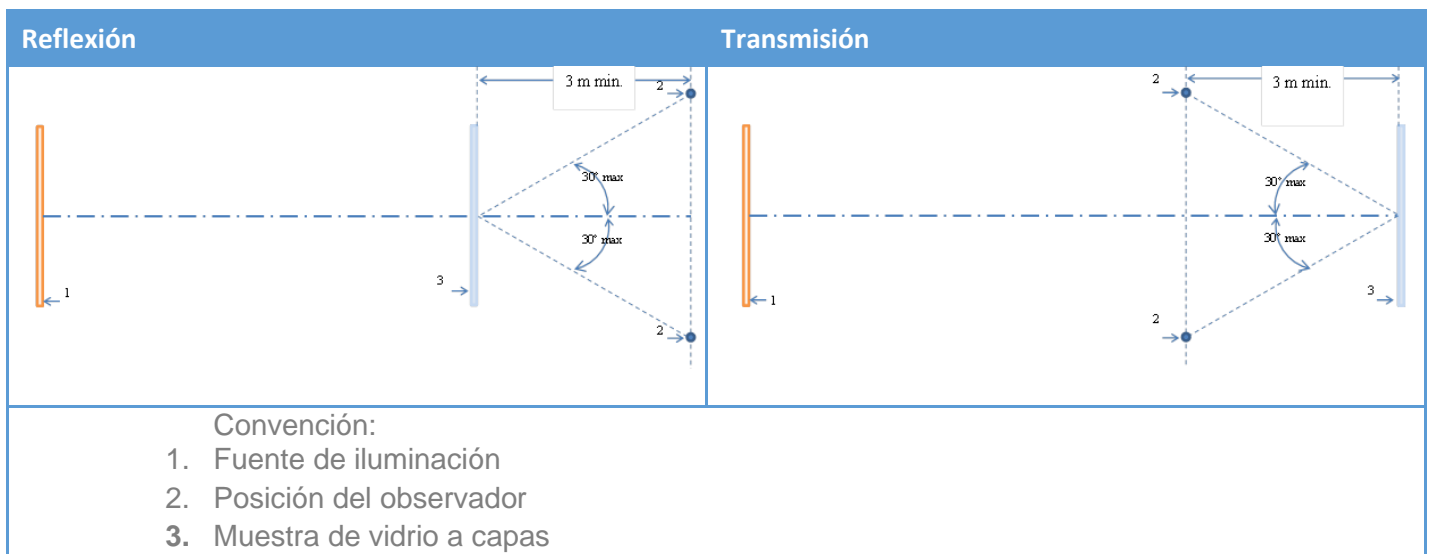 Reflexión
Transmisión
3 m min.
2
30° max
30° max
1
3
2
2
3 m min.
30° max
30° max
1
3
2
Convención:
1. Fuente de iluminación
2. Posición del observador
3. Muestra de vidrio a capas